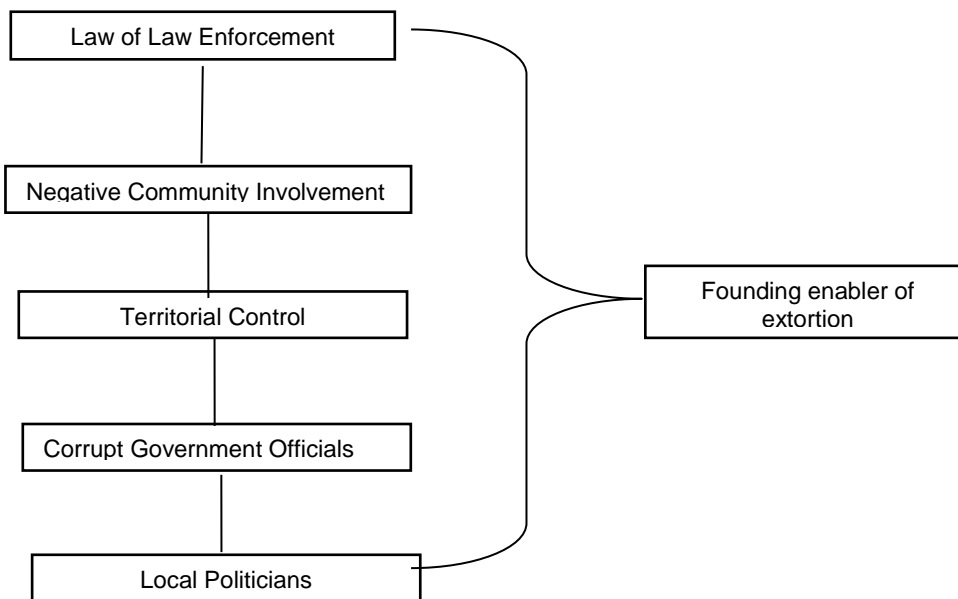 Law of Law Enforcement
Negative Community Involvement
Territorial Control
Founding enabler of
extortion
Corrupt Government Officials
Local Politicians